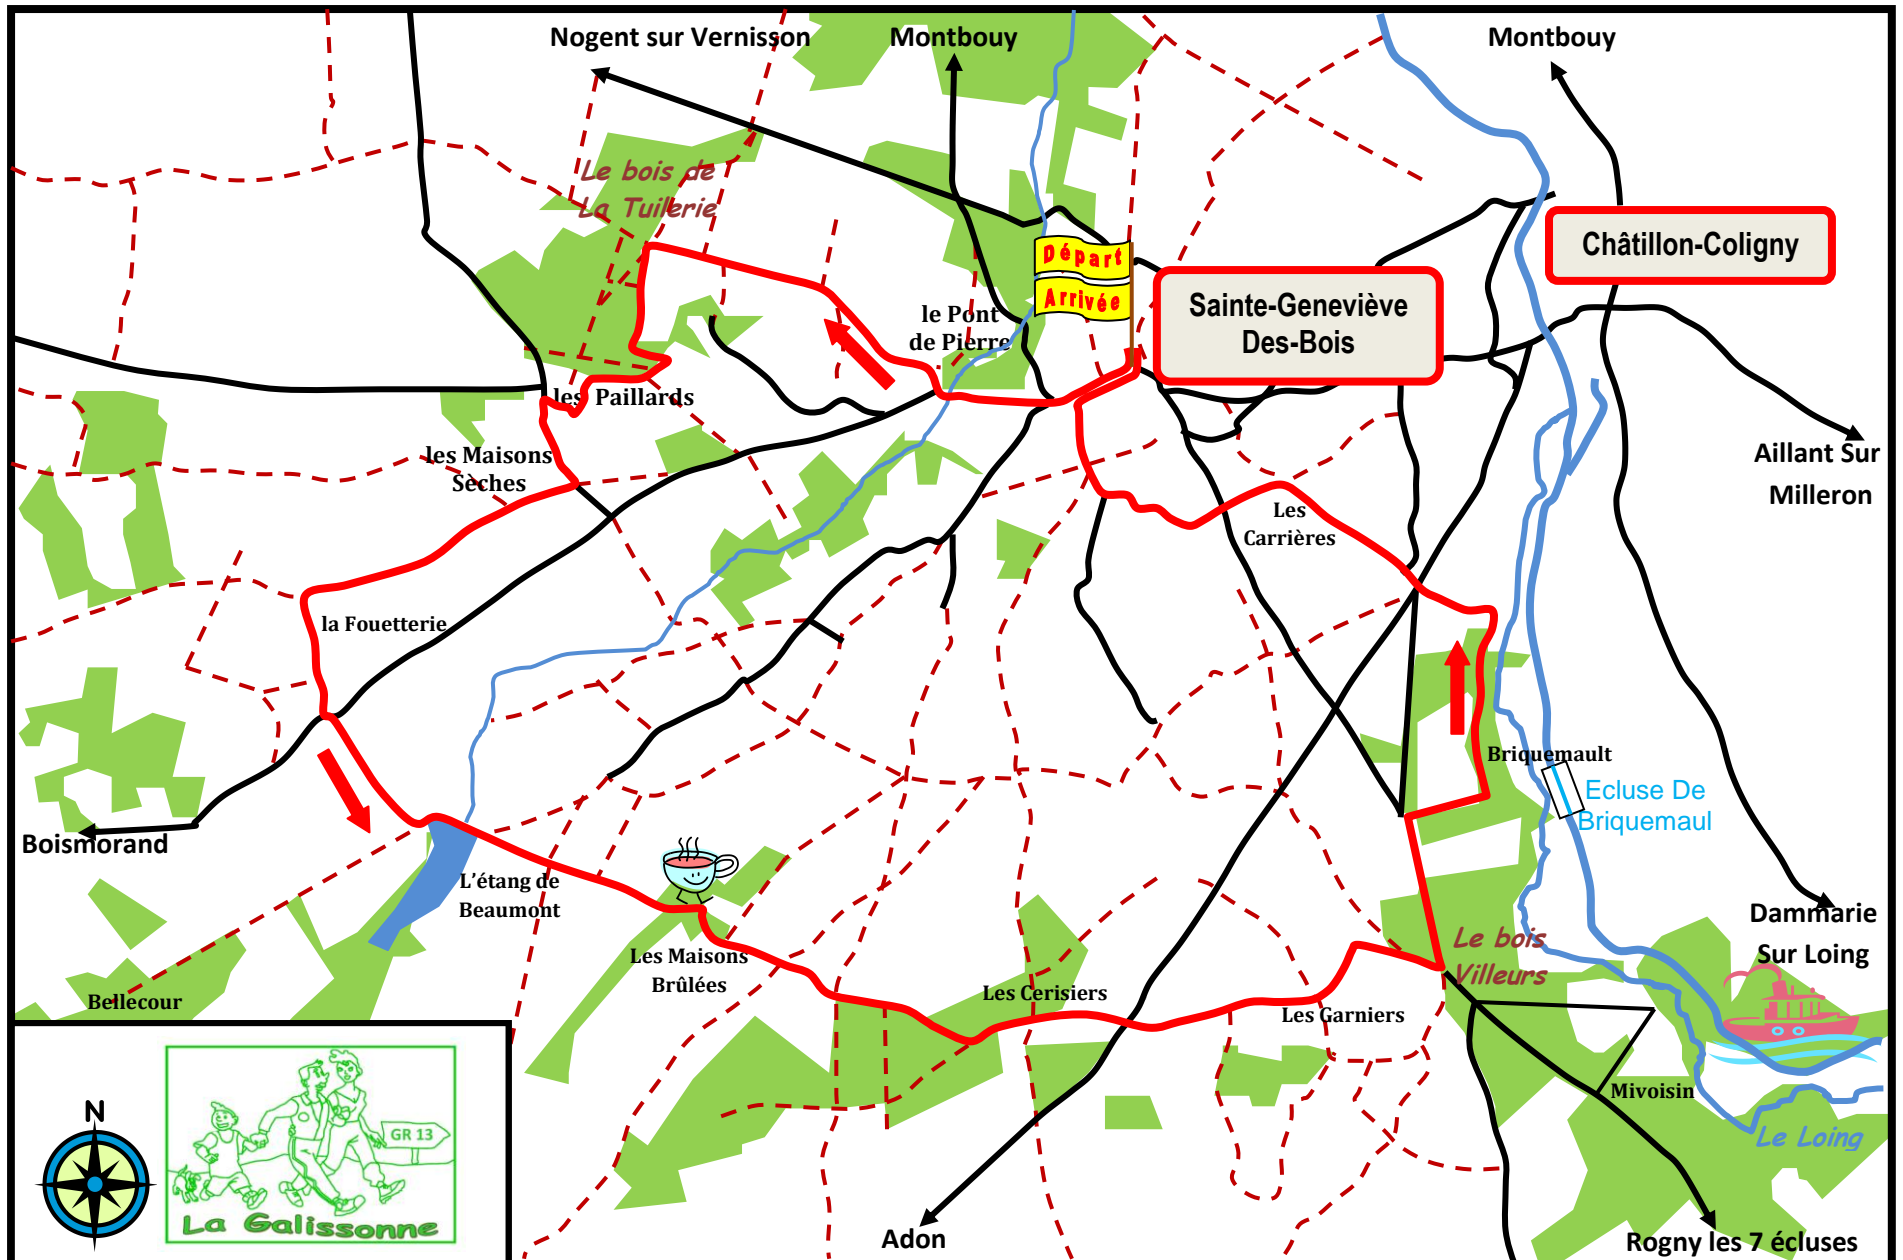 Nogent sur Vernisson
Montbouy
Montbouy
Le bois de
La Tuilerie
Châtillon-Coligny
Départ
Arrivée
Sainte-Geneviève
Des-Bois
le Pont
de Pierre
les Paillards
les Maisons
Sèches
Aillant Sur
Milleron
Les
Carrières
la Fouetterie
Briquemault
Ecluse De
Briquemaul
Boismorand
L'étang de
Beaumont
Les Maisons
Brûlées
Le bois
Villeurs
Dammarie
Sur Loing
Bellecour
Les Cerisiers
Les Garniers
Mivoisin
Le Loing
N
GR 13
La Galissonne
Adon
Rogny les 7 écluses